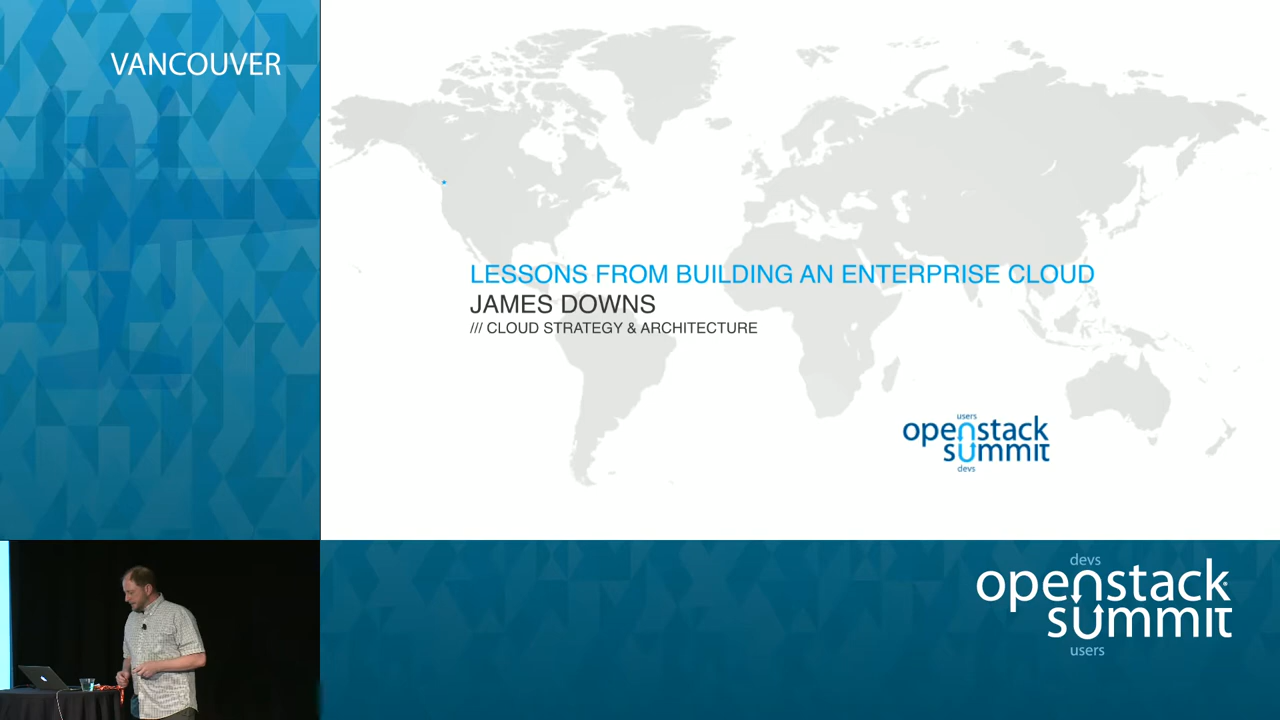 VANCOUVER
LESSONS FROM BUILDING AN ENTERPRISE CLOUD
JAMES DOWNS
/// CLOUD STRATEGY & ARCHITECTURE
users
openstack
summit
devs
devs
openstack
summit
users